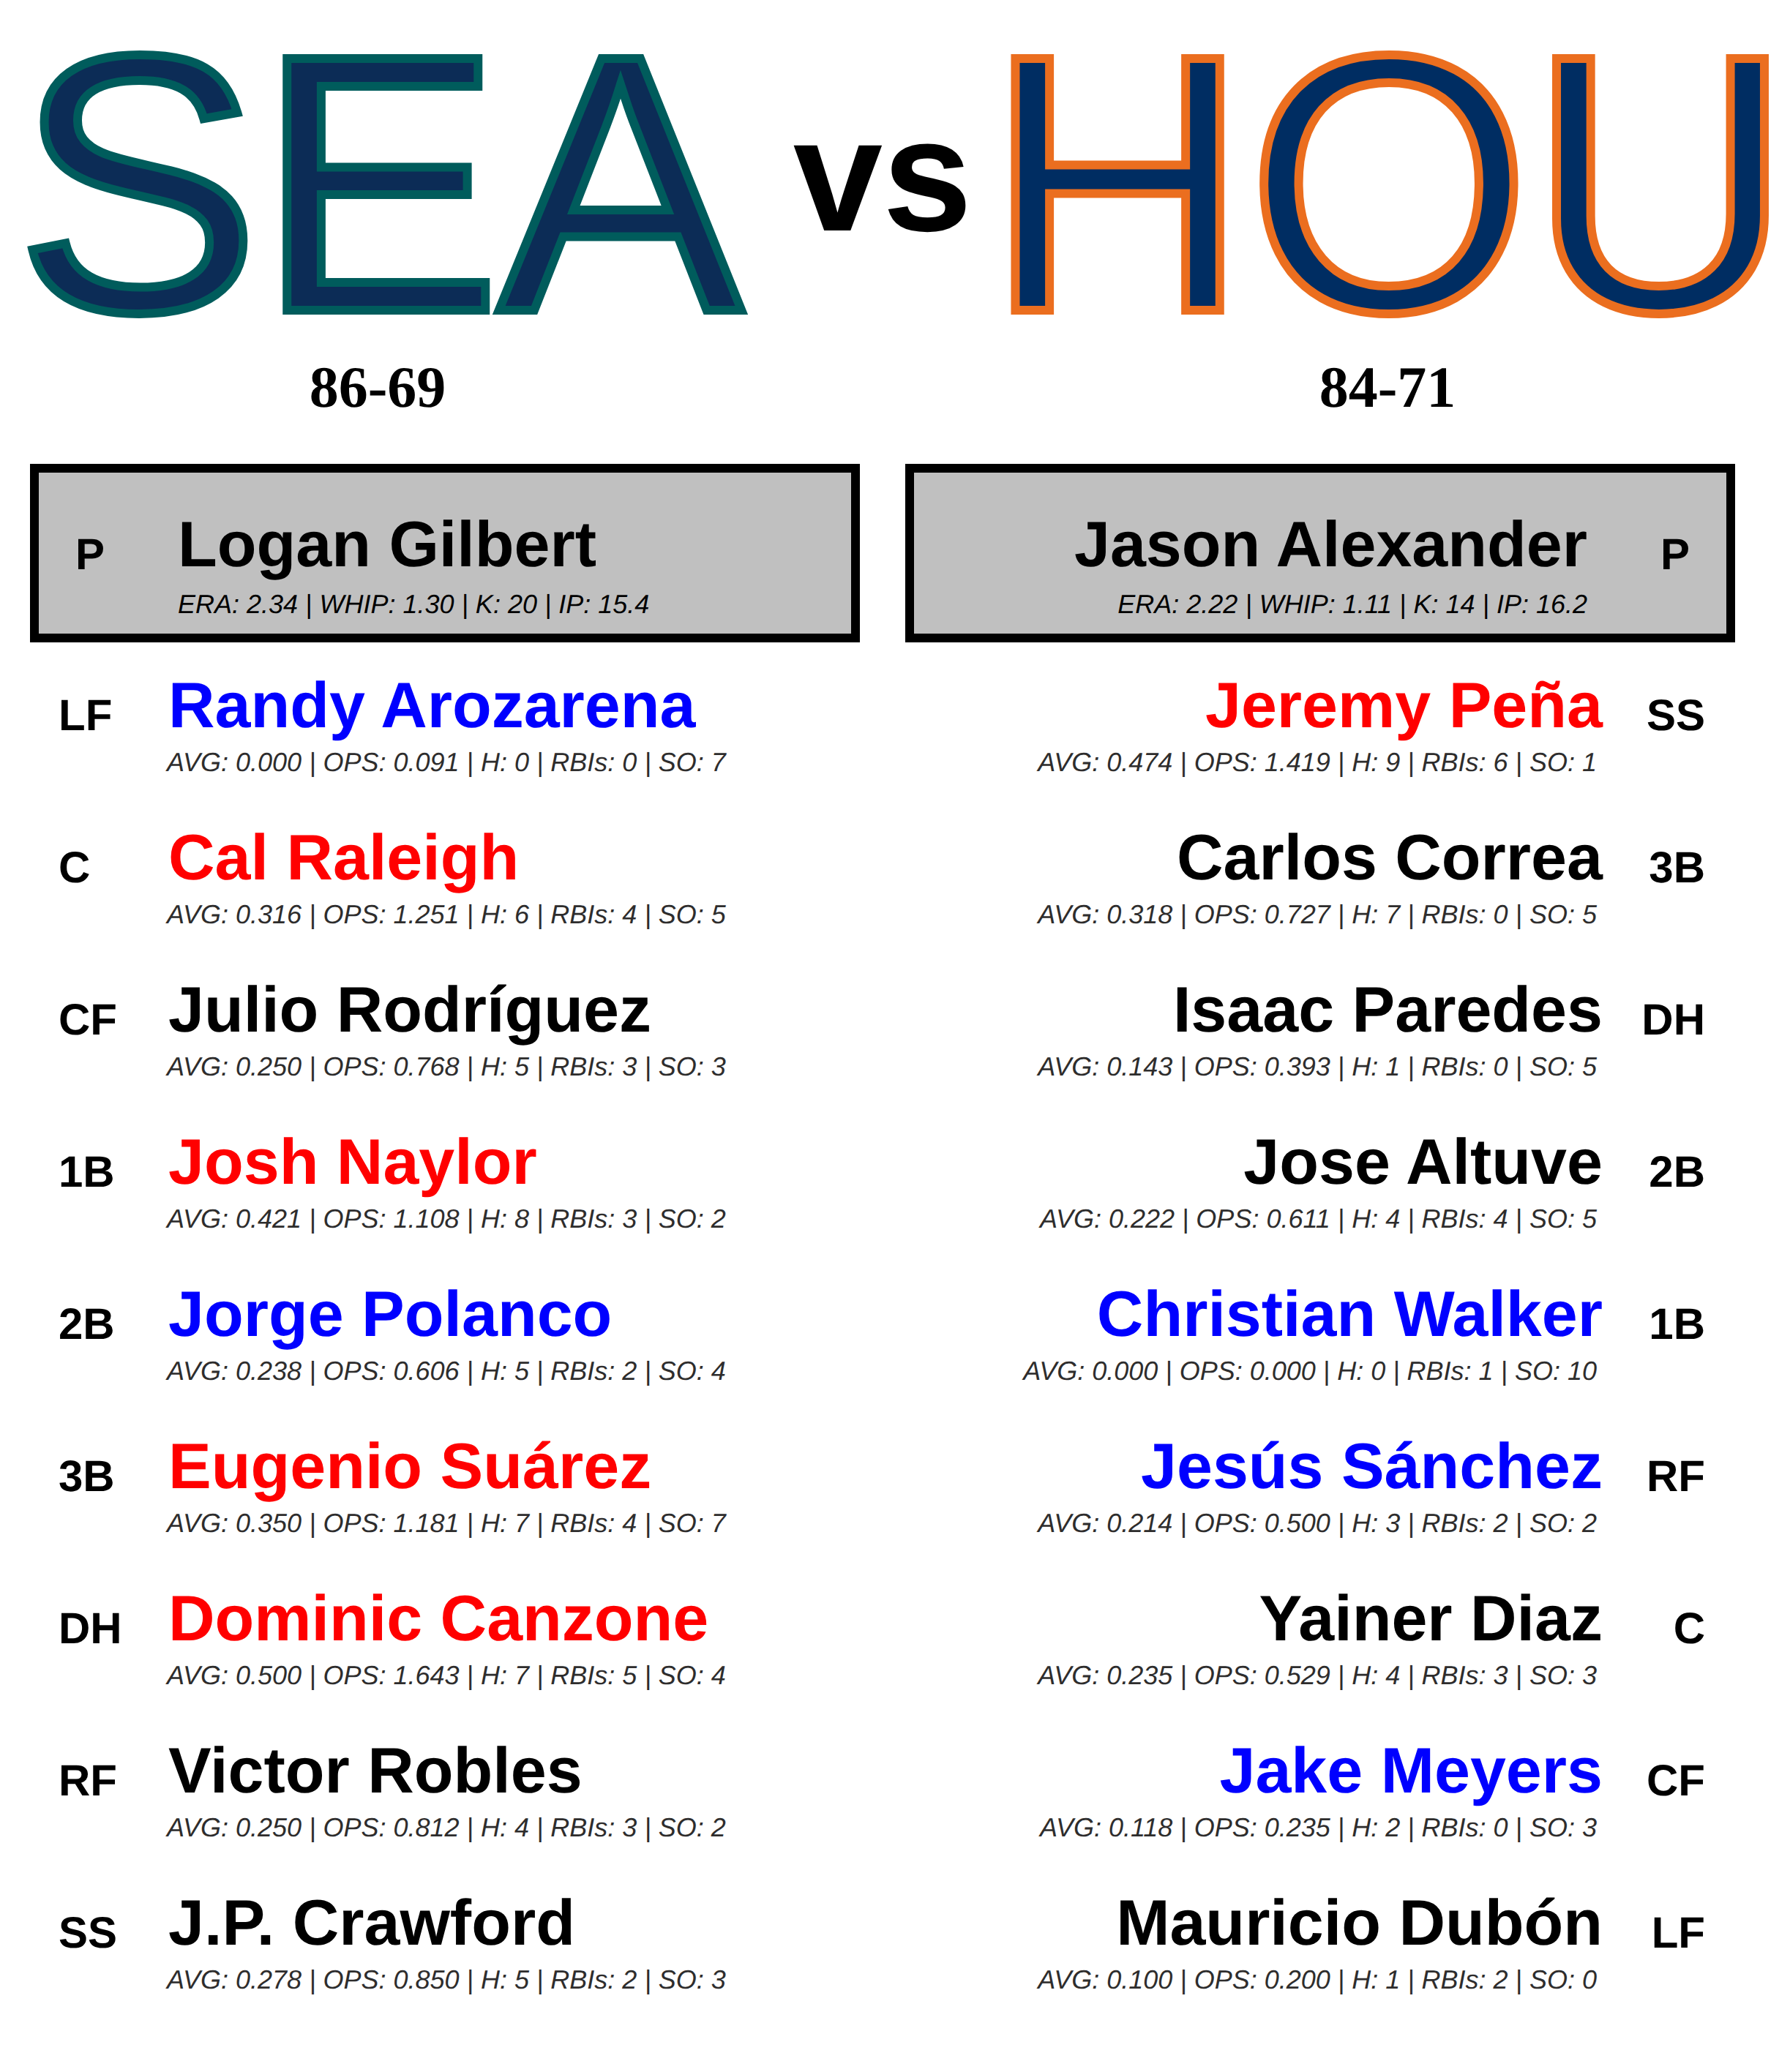 SEA vs HOU
86-69
84-71
P Logan Gilbert
ERA: 2.34 | WHIP: 1.30 | K: 20 | IP: 15.4
Jason Alexander P
ERA: 2.22 | WHIP: 1.11 | K: 14 | IP: 16.2
LF Randy Arozarena
AVG: 0.000 | OPS: 0.091 | H: 0 | RBIs: 0 | SO: 7
C Cal Raleigh
AVG: 0.316 | OPS: 1.251 | H: 6 | RBIs: 4 | SO: 5
CF Julio Rodríguez
AVG: 0.250 | OPS: 0.768 | H: 5 | RBIs: 3 | SO: 3
1B Josh Naylor
AVG: 0.421 | OPS: 1.108 | H: 8 | RBIs: 3 | SO: 2
2B Jorge Polanco
AVG: 0.238 | OPS: 0.606 | H: 5 | RBIs: 2 | SO: 4
3B Eugenio Suárez
AVG: 0.350 | OPS: 1.181 | H: 7 | RBIs: 4 | SO: 7
DH Dominic Canzone
AVG: 0.500 | OPS: 1.643 | H: 7 | RBIs: 5 | SO: 4
RF Victor Robles
AVG: 0.250 | OPS: 0.812 | H: 4 | RBIs: 3 | SO: 2
SS J.P. Crawford
AVG: 0.278 | OPS: 0.850 | H: 5 | RBIs: 2 | SO: 3
Jeremy Peña SS
AVG: 0.474 | OPS: 1.419 | H: 9 | RBIs: 6 | SO: 1
Carlos Correa 3B
AVG: 0.318 | OPS: 0.727 | H: 7 | RBIs: 0 | SO: 5
Isaac Paredes DH
AVG: 0.143 | OPS: 0.393 | H: 1 | RBIs: 0 | SO: 5
Jose Altuve 2B
AVG: 0.222 | OPS: 0.611 | H: 4 | RBIs: 4 | SO: 5
Christian Walker 1B
AVG: 0.000 | OPS: 0.000 | H: 0 | RBIs: 1 | SO: 10
Jesús Sánchez RF
AVG: 0.214 | OPS: 0.500 | H: 3 | RBIs: 2 | SO: 2
Yainer Diaz C
AVG: 0.235 | OPS: 0.529 | H: 4 | RBIs: 3 | SO: 3
Jake Meyers CF
AVG: 0.118 | OPS: 0.235 | H: 2 | RBIs: 0 | SO: 3
Mauricio Dubón LF
AVG: 0.100 | OPS: 0.200 | H: 1 | RBIs: 2 | SO: 0